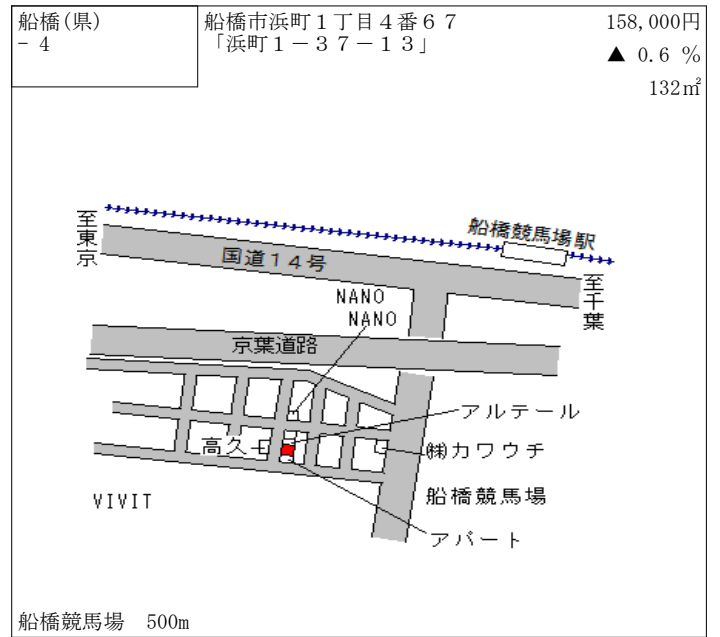 船橋(県)
－ 4
船橋市浜町１丁目４番６７
「浜町１－３７－１３」
158,000円
▲ 0.6 %
132㎡
至東京
船橋競馬場駅
国道１４号
至千葉
NANO
NANO
京葉道路
アルテール
高久
㈱カワウチ
船橋競馬場
VIVIT
アパート
船橋競馬場　500m